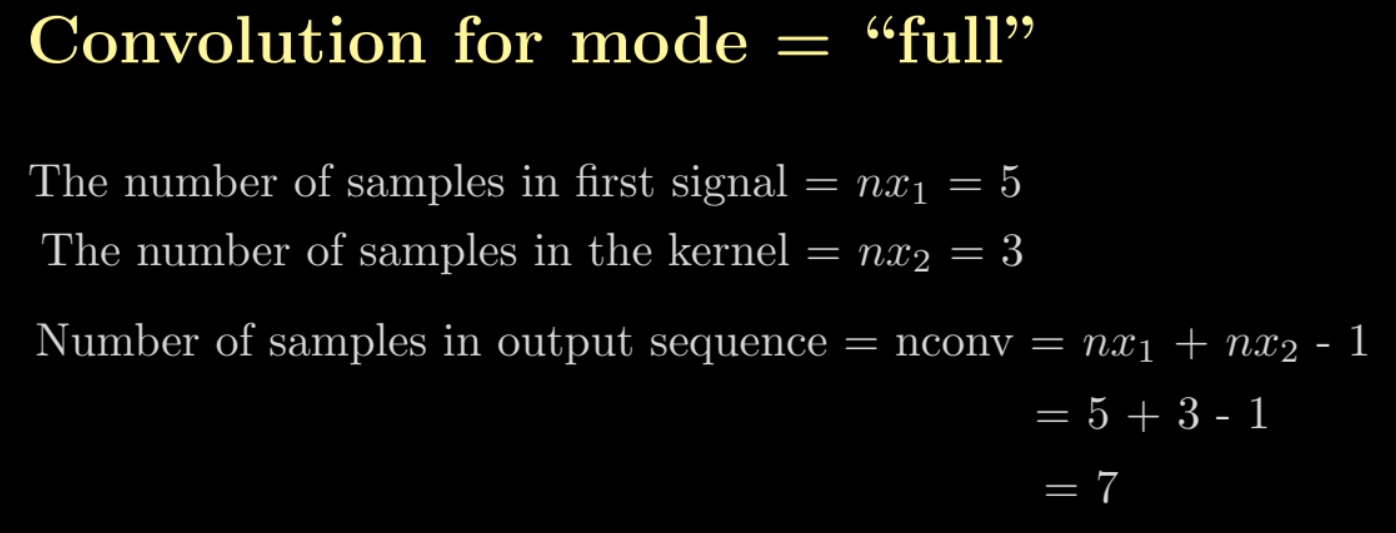 Convolution for mode = “full”
The number of samples in first signal = nx₁ = 5
The number of samples in the kernel = nx₂ = 3
Number of samples in output sequence = nconv = nx₁ + nx₂ - 1
= 5 + 3 - 1
= 7